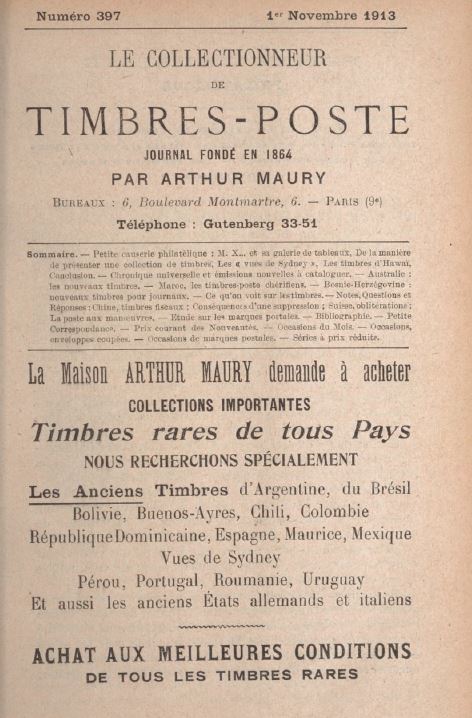 Numéro 397 1er Novembre 1913
LE COLLECTIONNEUR
DE
TIMBRES-POSTE
JOURNAL FONDÉ EN 1864
PAR ARTHUR MAURY
BUREAUX : 6, Boulevard Montmartre, 6. — PARIS (9e)
Téléphone : Gutenberg 33-51
Sommaire. — Petite causerie philatélique : M. X... et sa galerie de tableaux, De la manière
de présenter une collection de timbres, Les « vues de Sydney », Les timbres d'Hawaï,
Conclusion. — Chronique universelle et émissions nouvelles à cataloguer. — Australie :
les nouveaux timbres. — Maroc, les timbres-poste chérifiens. — Bosnie-Herzégovine :
nouveaux timbres pour journaux. — Ce qu'on voit sur les timbres. — Notes, Questions et
Réponses : Chine, timbres fiscaux ; Conséquences d'une suppression ; Suisse, oblitérations ;
La poste aux manœuvres. — Etude sur les marques postales. — Bibliographie. — Petite
Correspondance. — Prix courant des Nouveautés. — Occasions du Mois. — Occasions,
enveloppes coupées. — Occasions de marques postales. — Séries à prix réduits.
La Maison ARTHUR MAURY demande à acheter
COLLECTIONS IMPORTANTES
Timbres rares de tous Pays
NOUS RECHERCHONS SPÉCIALEMENT
Les Anciens Timbres d'Argentine, du Brésil
Bolivie, Buenos-Ayres, Chili, Colombie
République Dominicaine, Espagne, Maurice, Mexique
Vues de Sydney
Pérou, Portugal, Roumanie, Uruguay
Et aussi les anciens États allemands et italiens
ACHAT AUX MEILLEURES CONDITIONS
DE TOUS LES TIMBRES RARES